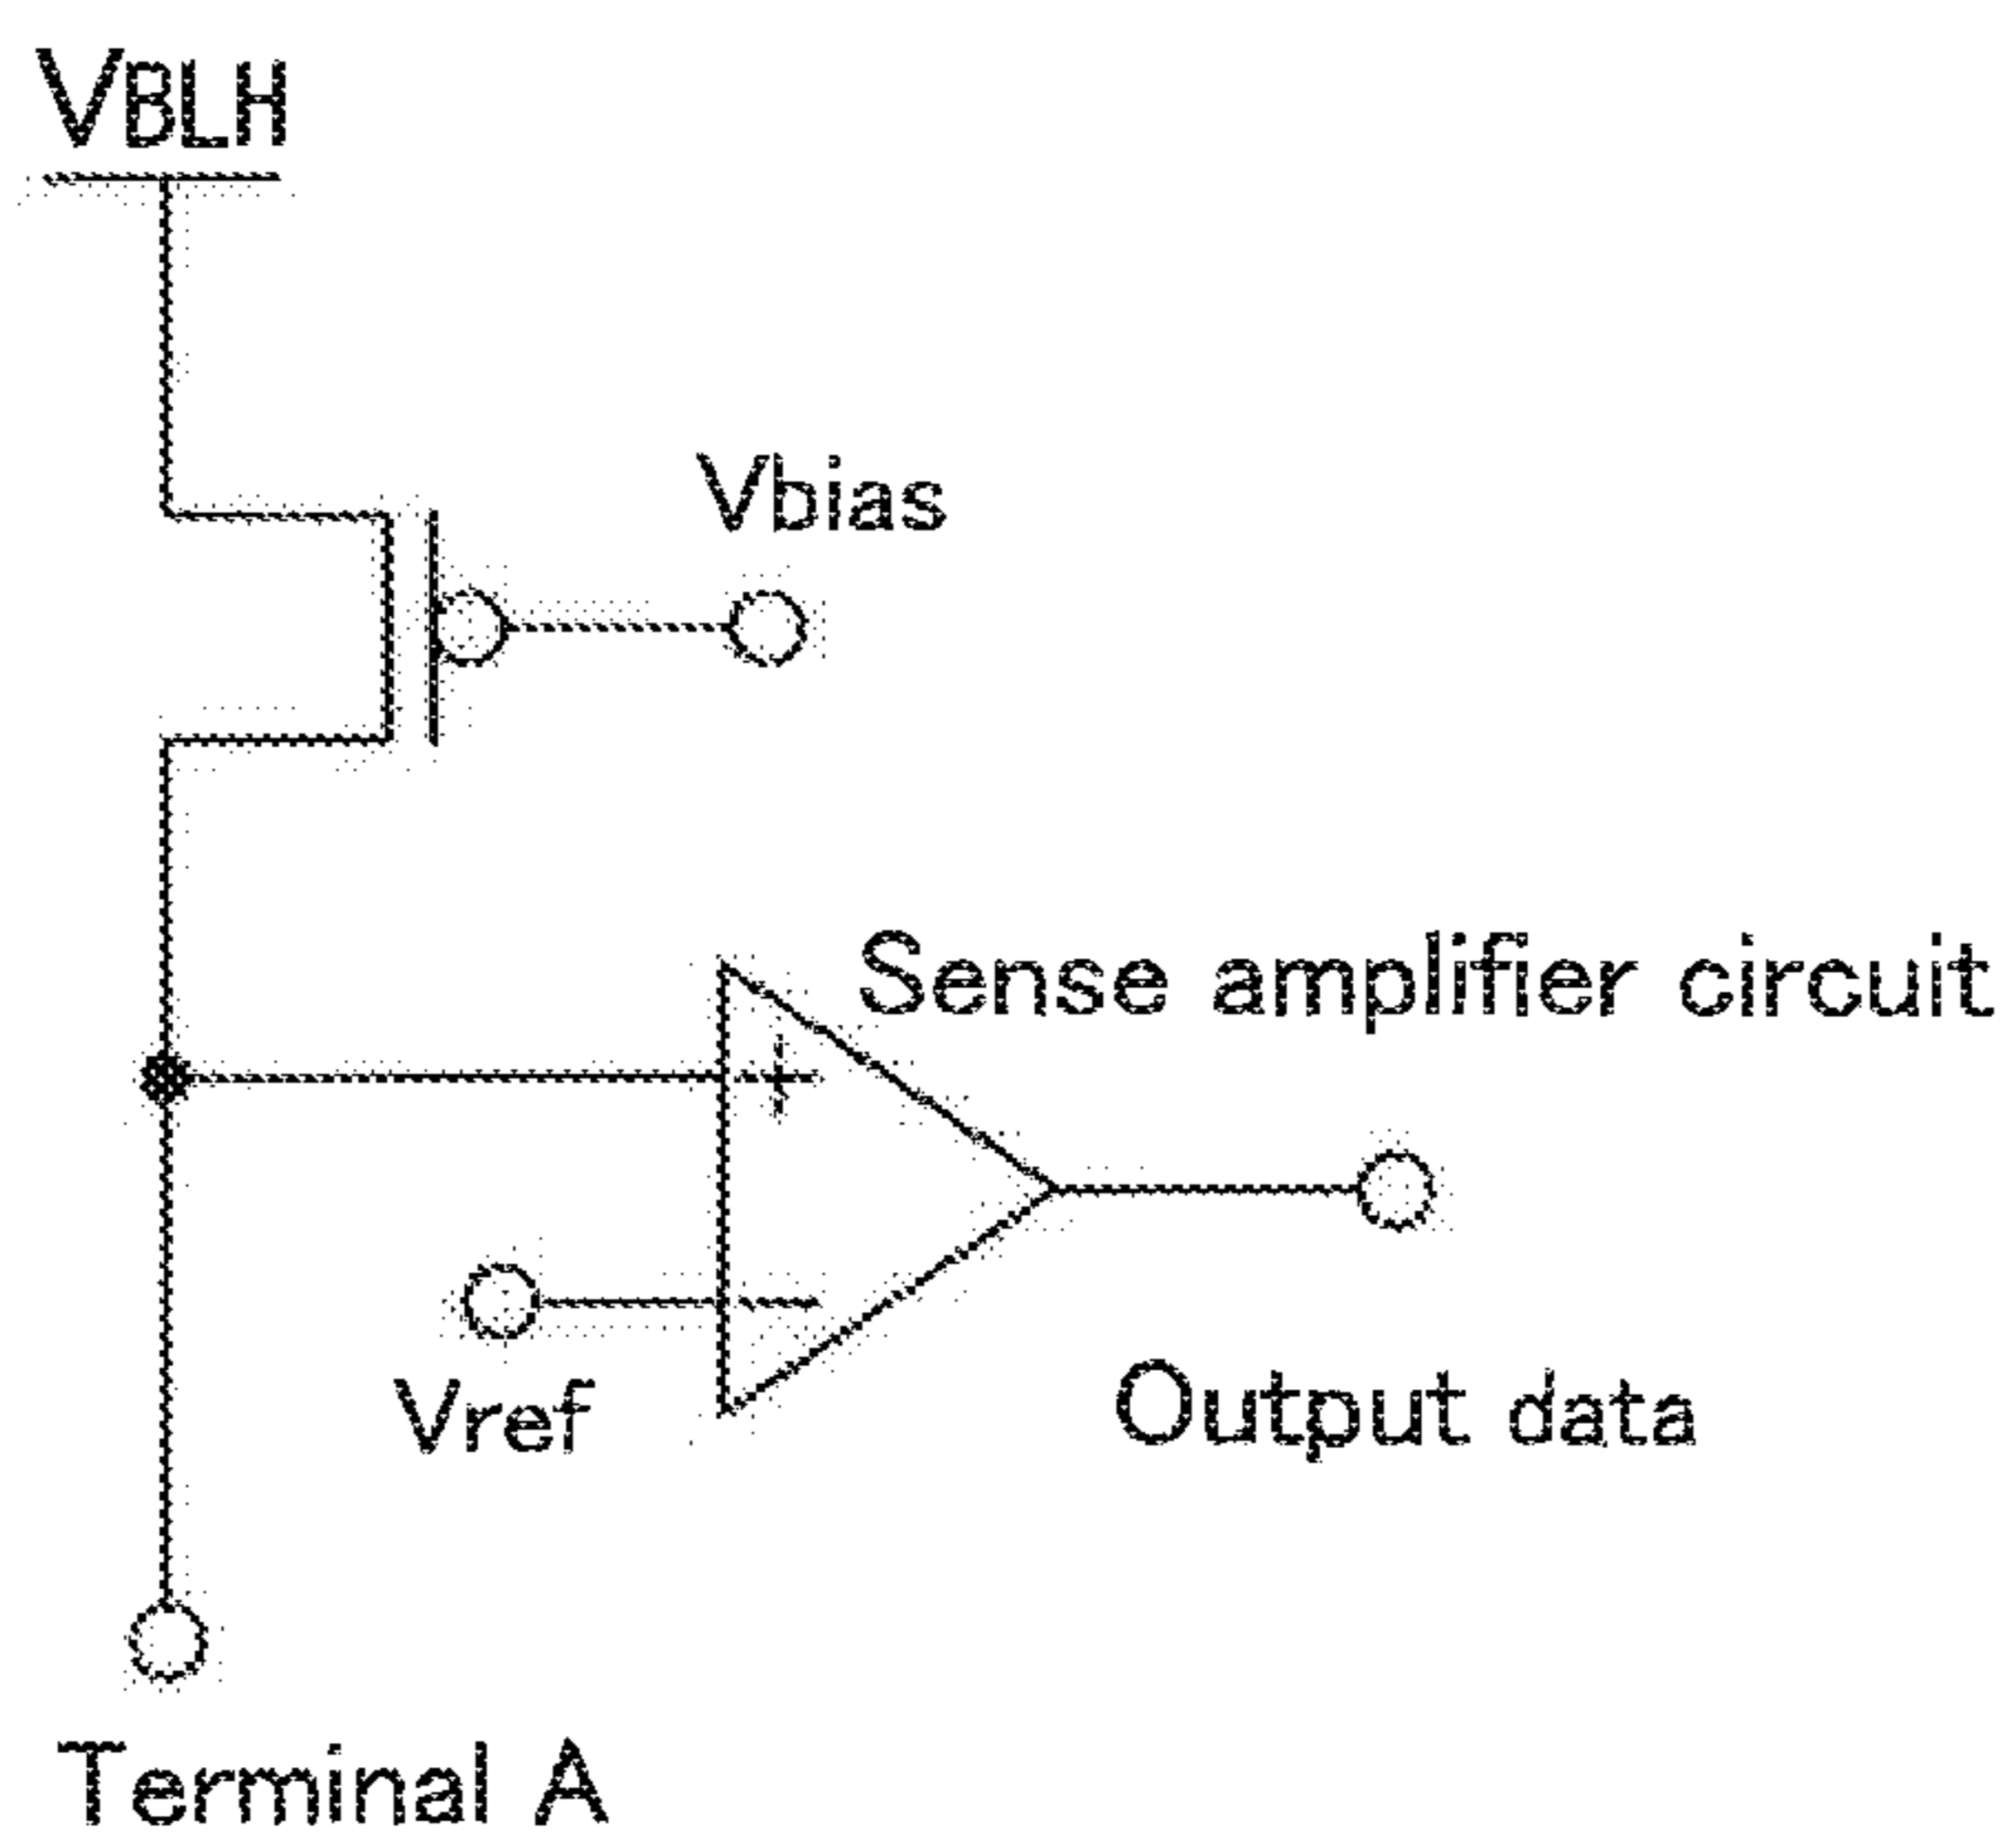 VBLH
Vbias
Sense amplifier circuit
+
−
Vref
Output data
Terminal A